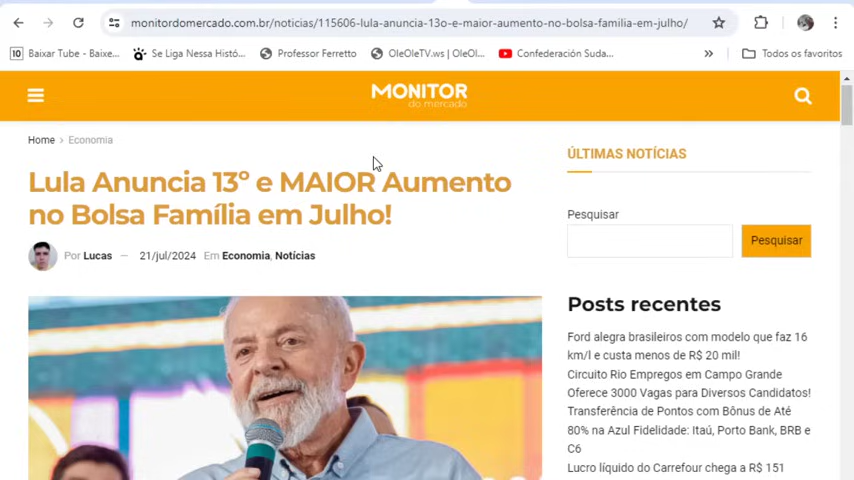 monitordomercado.com.br/noticias/115606-lula-anuncia-13o-e-maior-aumento-no-bolsa-familia-em-julho/
10 Baixar Tube - Baixe... Se Liga Nessa Histó... Professor Ferretto OleOleTV.ws | OleOl... Confederación Suda... » Todos os favoritos
MONITOR
do mercado
Home > Economia
Lula Anuncia 13º e MAIOR Aumento
no Bolsa Família em Julho!
Por Lucas — 21/jul/2024 Em Economia, Notícias
ÚLTIMAS NOTÍCIAS
Pesquisar
Pesquisar
Posts recentes
Ford alegra brasileiros com modelo que faz 16
km/l e custa menos de R$ 20 mil!
Circuito Rio Empregos em Campo Grande
Oferece 3000 Vagas para Diversos Candidatos!
Transferência de Pontos com Bônus de Até
80% na Azul Fidelidade: Itaú, Porto Bank, BRB e
C6
Lucro líquido do Carrefour chega a R$ 151